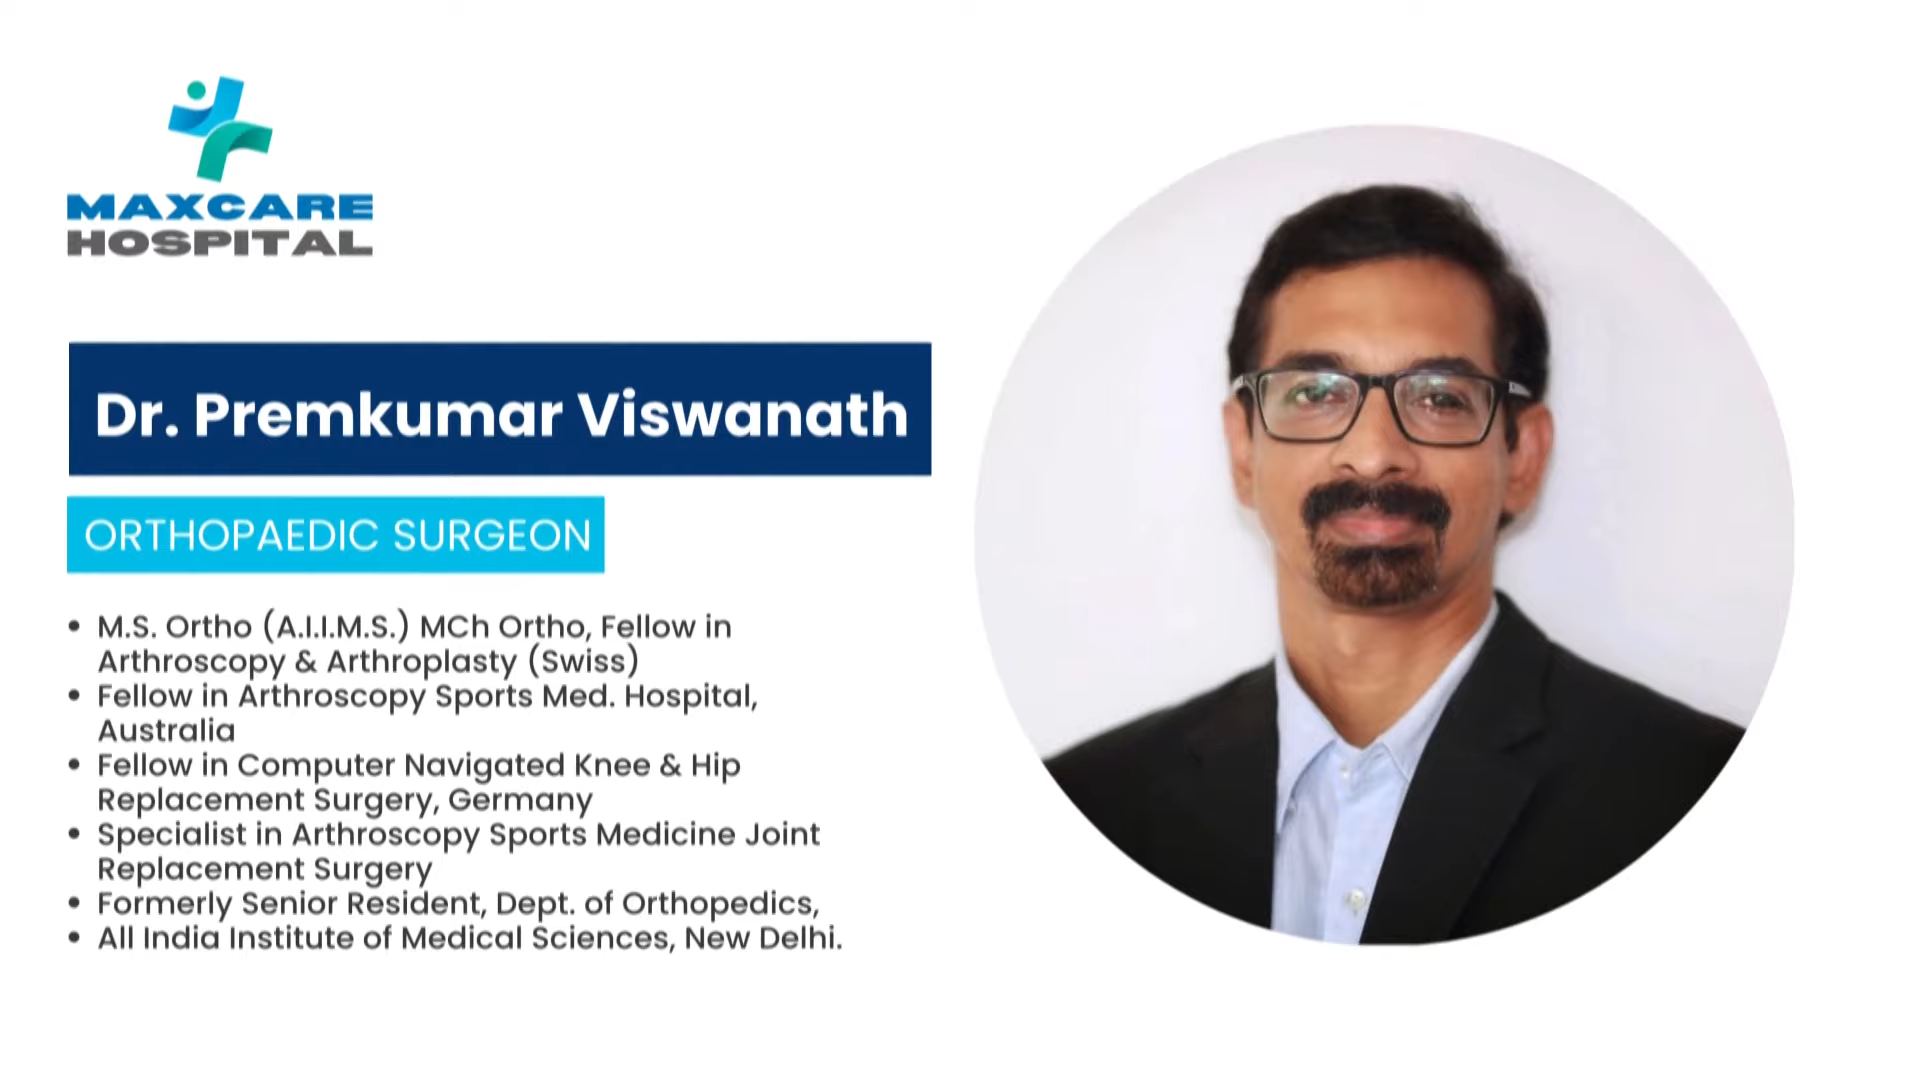 MAXCARE
HOSPITAL
Dr. Premkumar Viswanath
ORTHOPAEDIC SURGEON
• M.S. Ortho (A.I.I.M.S.) MCh Ortho, Fellow in
Arthroscopy & Arthroplasty (Swiss)
• Fellow in Arthroscopy Sports Med. Hospital,
Australia
• Fellow in Computer Navigated Knee & Hip
Replacement Surgery, Germany
• Specialist in Arthroscopy Sports Medicine Joint
Replacement Surgery
• Formerly Senior Resident, Dept. of Orthopedics,
• All India Institute of Medical Sciences, New Delhi.